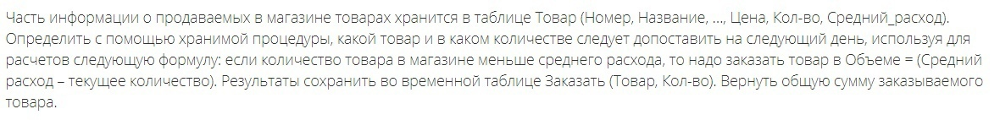 Часть информации о продаваемых в магазине товарах хранится в таблице Товар (Номер, Название, ..., Цена, Кол-во, Средний_расход).
Определить с помощью хранимой процедуры, какой товар и в каком количестве следует допоставить на следующий день, используя для
расчетов следующую формулу: если количество товара в магазине меньше среднего расхода, то надо заказать товар в Объеме = (Средний
расход – текущее количество). Результаты сохранить во временной таблице Заказать (Товар, Кол-во). Вернуть общую сумму заказываемого
товара.